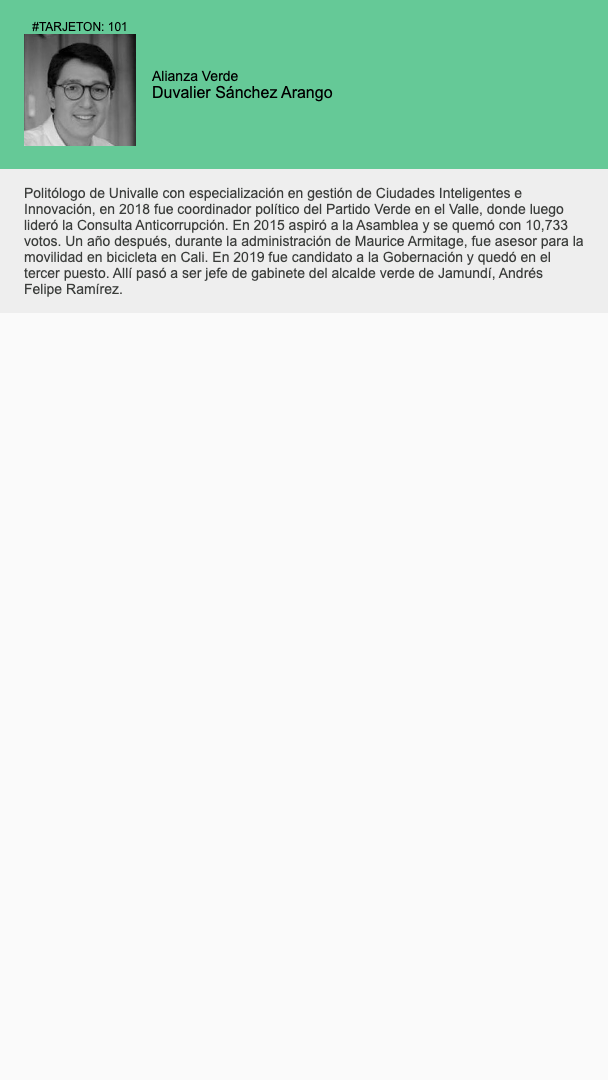 #TARJETON: 101
Alianza Verde
Duvalier Sánchez Arango
Politólogo de Univalle con especialización en gestión de Ciudades Inteligentes e
Innovación, en 2018 fue coordinador político del Partido Verde en el Valle, donde luego
lideró la Consulta Anticorrupción. En 2015 aspiró a la Asamblea y se quemó con 10,733
votos. Un año después, durante la administración de Maurice Armitage, fue asesor para la
movilidad en bicicleta en Cali. En 2019 fue candidato a la Gobernación y quedó en el
tercer puesto. Allí pasó a ser jefe de gabinete del alcalde verde de Jamundí, Andrés
Felipe Ramírez.